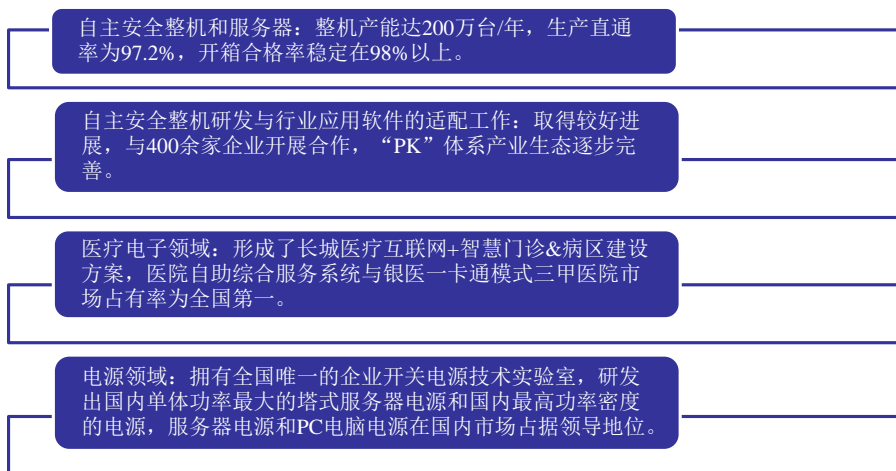 自主安全整机和服务器：整机产能达200万台/年，生产直通
率为97.2%，开箱合格率稳定在98%以上。
自主安全整机研发与行业应用软件的适配工作：取得较好进
展，与400余家企业开展合作，“PK”体系产业生态逐步完
善。
医疗电子领域：形成了长城医疗互联网+智慧门诊&病区建设
方案，医院自助综合服务系统与银医一卡通模式三甲医院市
场占有率为全国第一。
电源领域：拥有全国唯一的企业开关电源技术实验室，研发
出国内单体功率最大的塔式服务器电源和国内最高功率密度
的电源，服务器电源和PC电脑电源在国内市场占据领导地位。